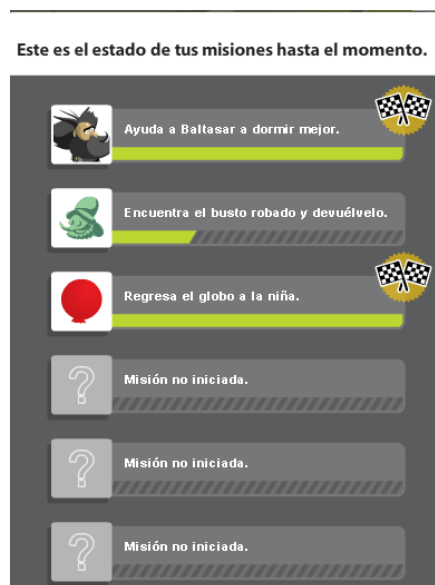 Este es el estado de tus misiones hasta el momento.
Ayuda a Baltasar a dormir mejor.
Encuentra el busto robado y devuélvelo.
Regresa el globo a la niña.
?
Misión no iniciada.
?
Misión no iniciada.
?
Misión no iniciada.